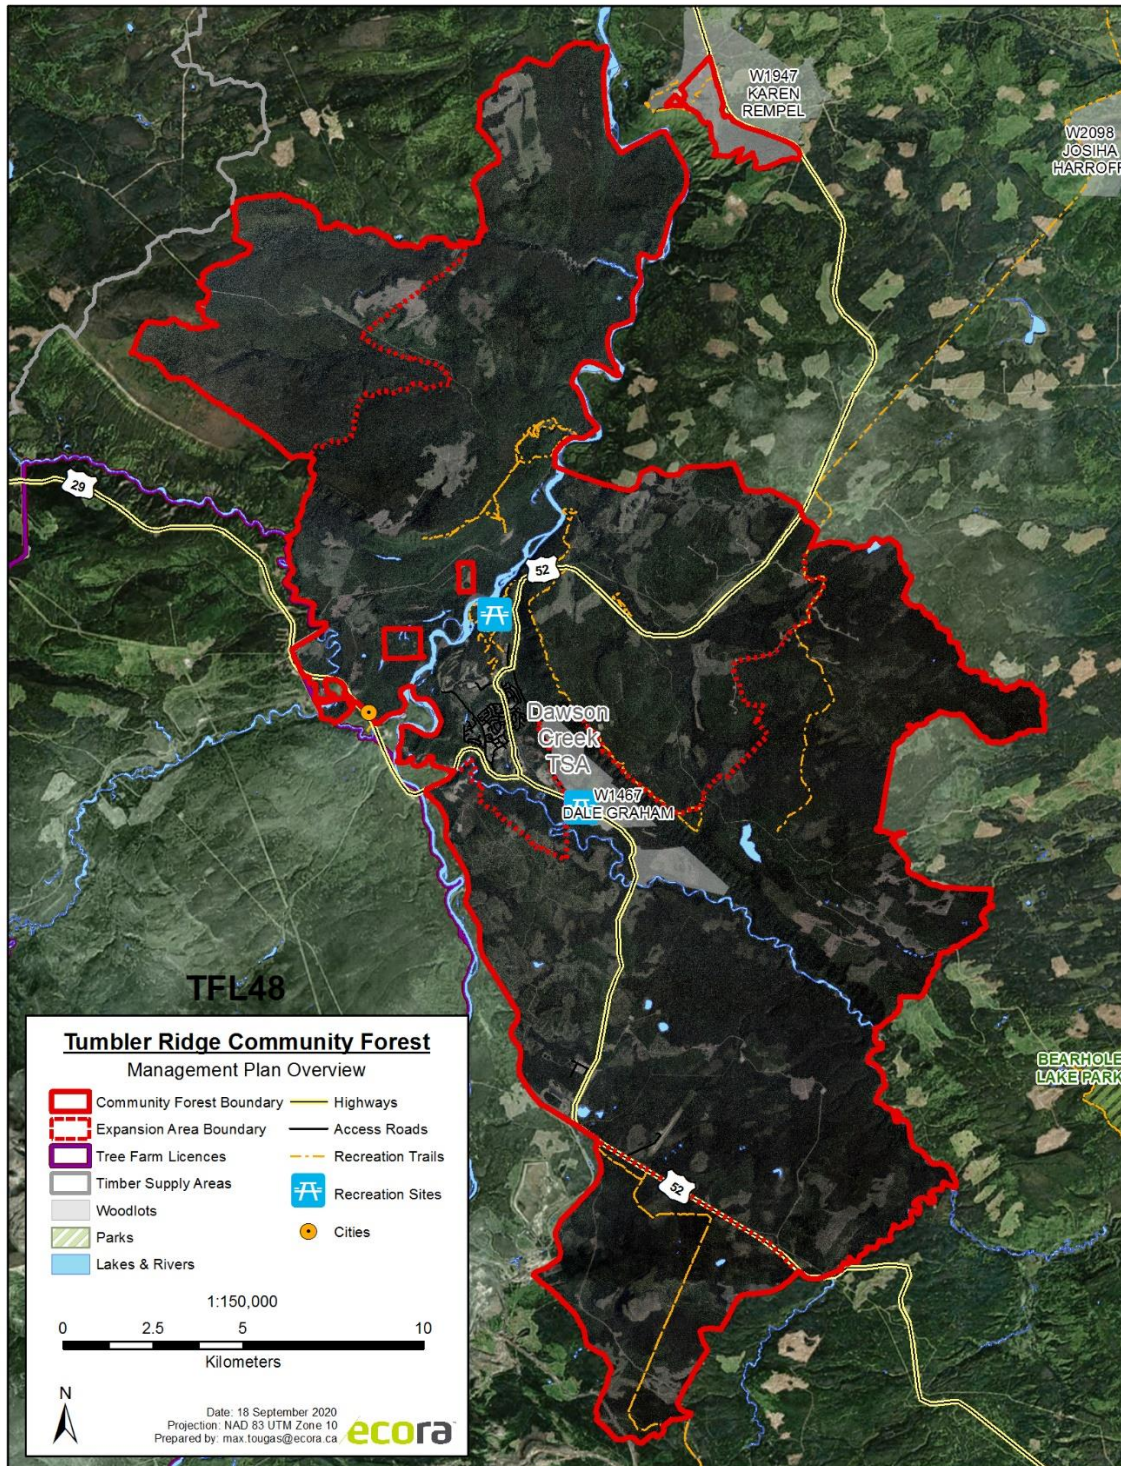 W1947
KAREN
REMPEL
W2098
JOSIHA
HARROFF
29
52
Dawson
Creek
TSA
W1467
DALE GRAHAM
TFL48
BEARHOLE
LAKE PARK
52
Tumbler Ridge Community Forest
Management Plan Overview
Community Forest Boundary
Expansion Area Boundary
Tree Farm Licences
Timber Supply Areas
Woodlots
Parks
Lakes & Rivers
Highways
Access Roads
Recreation Trails
Recreation Sites
Cities
1:150,000
0 2.5 5 10
Kilometers
N
Date: 18 September 2020
Projection: NAD 83 UTM Zone 10
Prepared by: max.tougas@ecora.ca
ecora